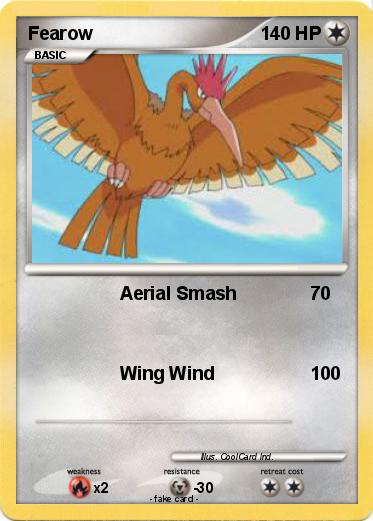 Fearow 140 HP
BASIC
Aerial Smash 70
Wing Wind 100
Illus. CoolCard Ind.
weakness resistance retreat cost
x2 -30
- fake card -